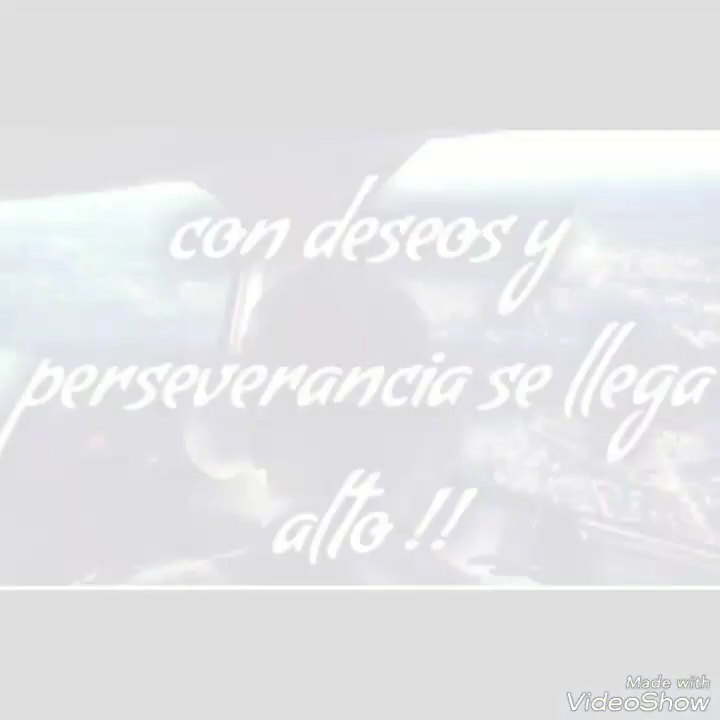 con deseos y
perseverancia se llega
alto !!
Made with
VideoShow